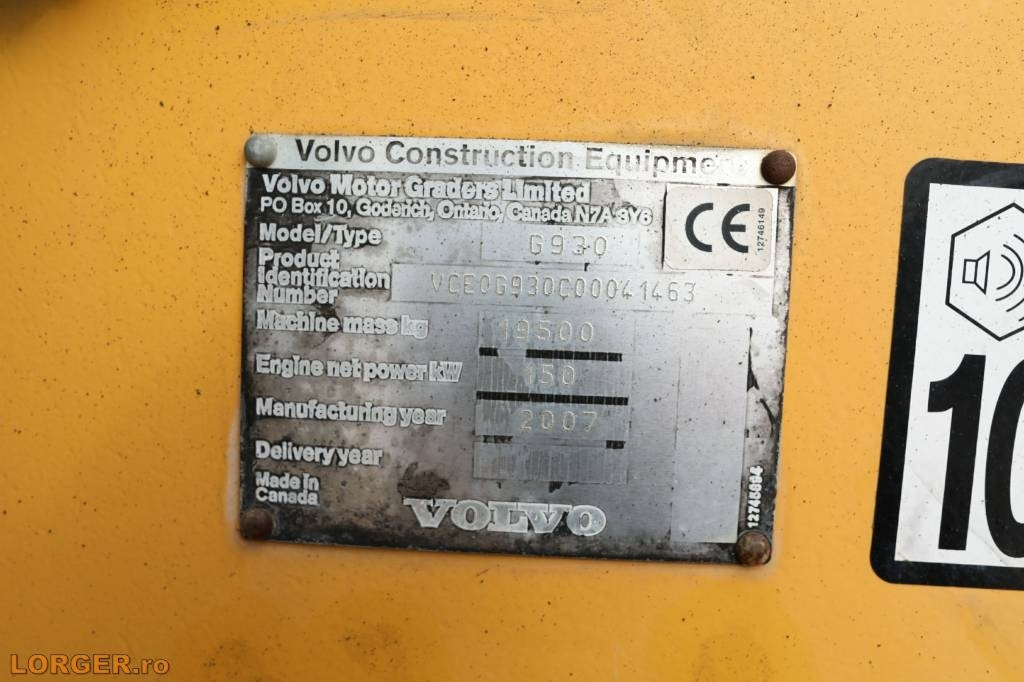 Volvo Construction Equipment
Volvo Motor Graders Limited
PO Box 10, Goderich, Ontario, Canada N7A 3Y6
Model/Type G930
Product
Identification
Number VCE0G930C00041463
Machine mass kg 19500
Engine net power kW 150
Manufacturing year 2007
Delivery year
Made in
Canada
VOLVO
CE
12746149
12745694
10
LORGER.ro